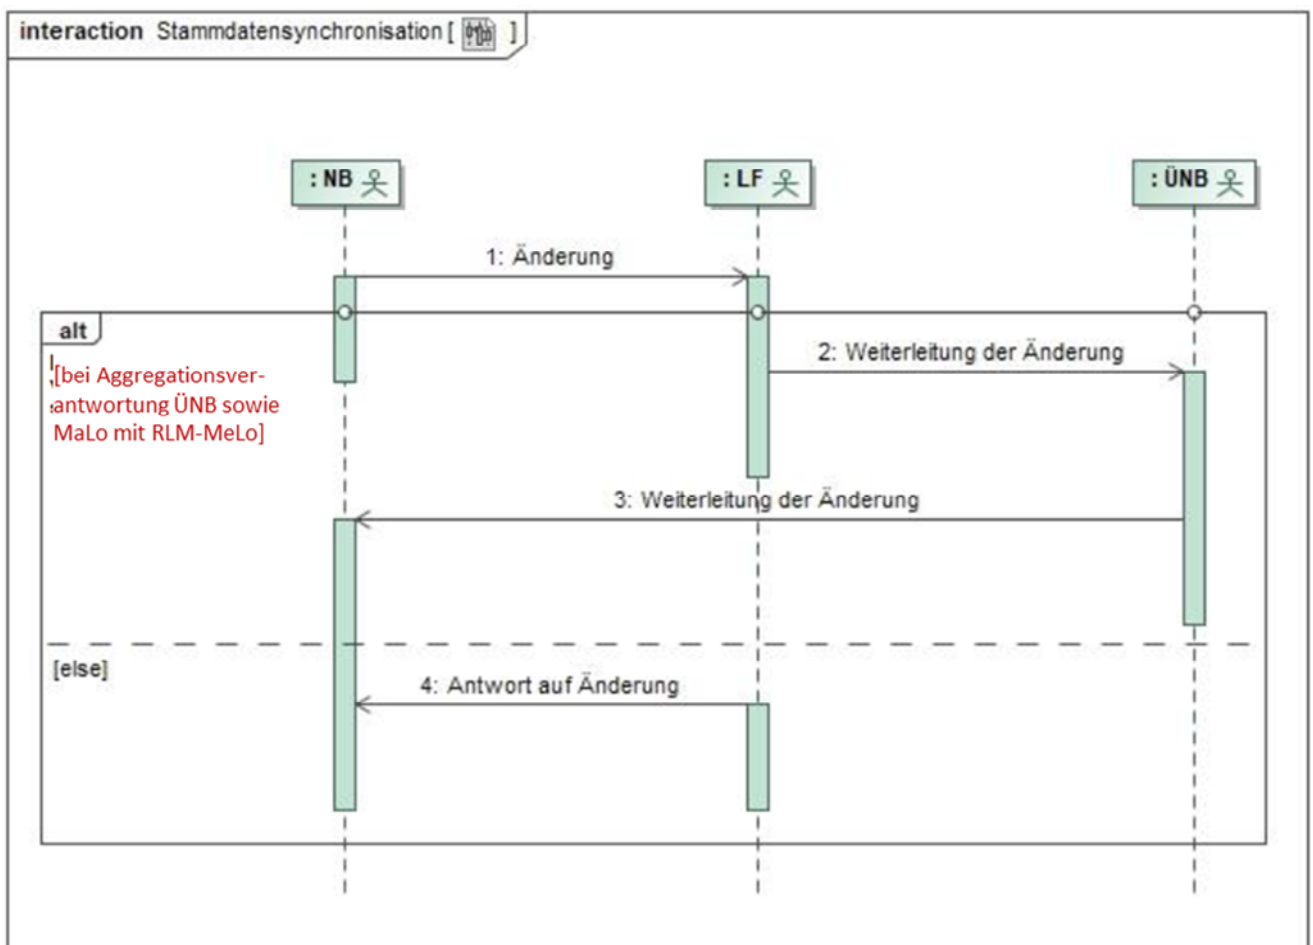 interaction Stammdatensynchronisation [ ]
: NB
: LF
: ÜNB
1: Änderung
alt
2: Weiterleitung der Änderung
[bei Aggregationsver-
antwortung ÜNB sowie
MaLo mit RLM-MeLo]
3: Weiterleitung der Änderung
[else]
4: Antwort auf Änderung